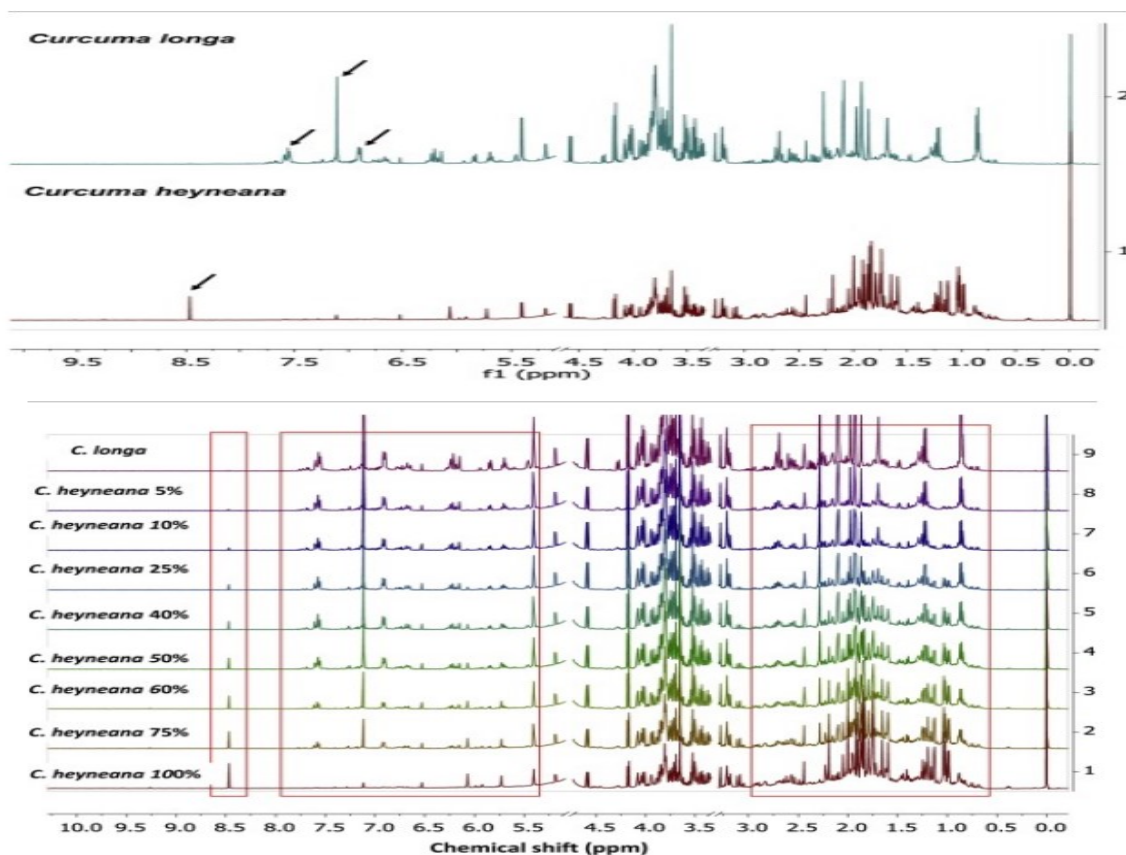 Curcuma longa
2
Curcuma heyneana
1
9.5 8.5 7.5 6.5 5.5 4.5 4.0 3.5 2.5 2.0 1.5 1.0 0.5 0.0
f1 (ppm)
C. longa 9
C. heyneana 5% 8
C. heyneana 10% 7
C. heyneana 25% 6
C. heyneana 40% 5
C. heyneana 50% 4
C. heyneana 60% 3
C. heyneana 75% 2
C. heyneana 100% 1
10.0 9.5 9.0 8.5 8.0 7.5 7.0 6.5 6.0 5.5 4.5 4.0 3.5 3.0 2.5 2.0 1.5 1.0 0.5 0.0
Chemical shift (ppm)